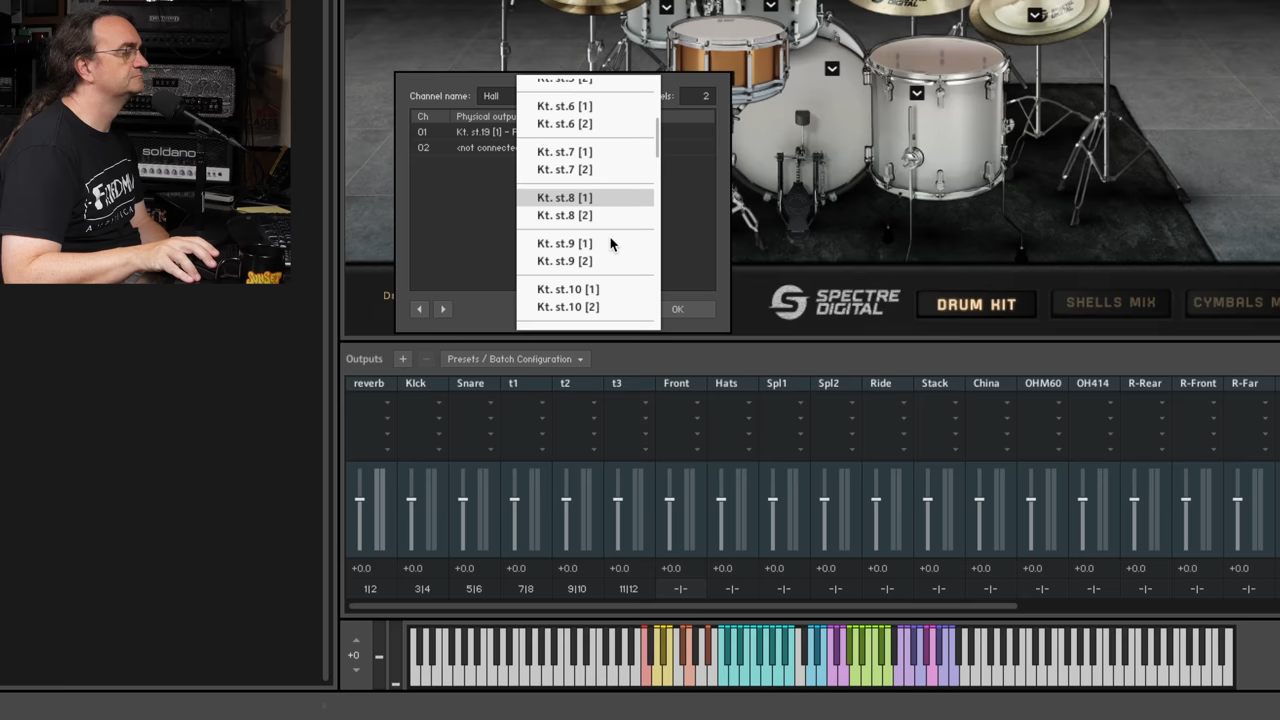 soldano
Channel name: Hall
els: 2
Ch Physical outpu
01 Kt. st.19 [1] - F
02 <not connecte
Kt. st.5 [2]
Kt. st.6 [1]
Kt. st.6 [2]
Kt. st.7 [1]
Kt. st.7 [2]
Kt. st.8 [1]
Kt. st.8 [2]
Kt. st.9 [1]
Kt. st.9 [2]
Kt. st.10 [1]
Kt. st.10 [2]
OK
SPECTRE
DIGITAL
DRUM KIT
SHELLS MIX
CYMBALS M
Outputs + − Presets / Batch Configuration
reverb KIck Snare t1 t2 t3 Front Hats Spl1 Spl2 Ride Stack China OHM60 OH414 R-Rear R-Front R-Far
+0.0 +0.0 +0.0 +0.0 +0.0 +0.0 +0.0 +0.0 +0.0 +0.0 +0.0 +0.0 +0.0 +0.0 +0.0 +0.0 +0.0 +0.0
1|2 3|4 5|6 7|8 9|10 11|12 -|- -|- -|- -|- -|- -|- -|- -|- -|- -|- -|- -|-
+0